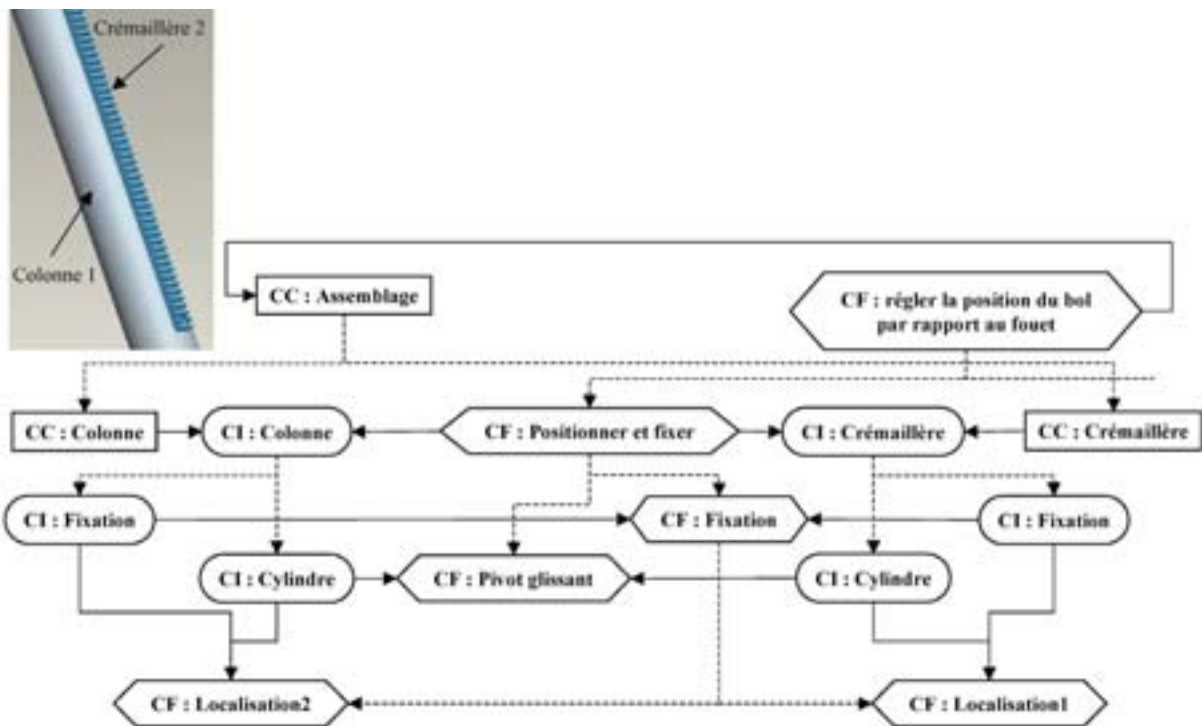 Crémaillère 2
Colonne 1
CC : Assemblage
CF : régler la position du bol
par rapport au fouet
CC : Colonne
CI : Colonne
CF : Positionner et fixer
CI : Crémaillère
CC : Crémaillère
CI : Fixation
CF : Fixation
CI : Fixation
CI : Cylindre
CF : Pivot glissant
CI : Cylindre
CF : Localisation2
CF : Localisation1